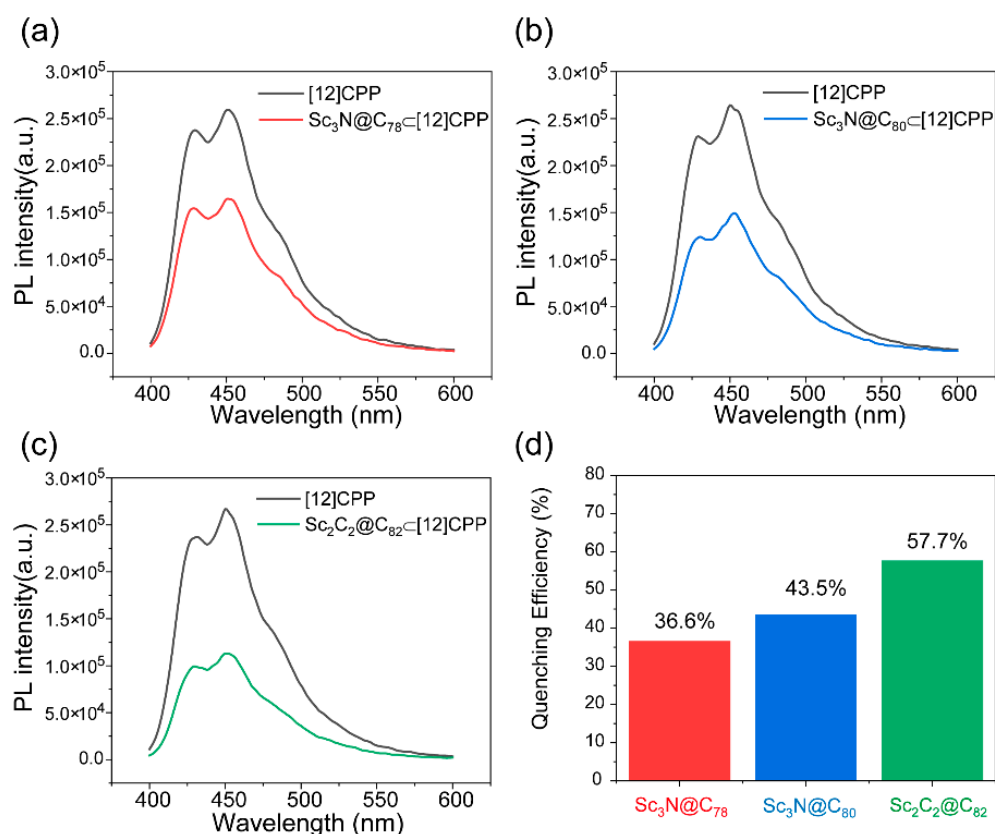 (a)
3.0×10⁵
2.5×10⁵
2.0×10⁵
1.5×10⁵
1.0×10⁵
5.0×10⁴
0.0
PL intensity(a.u.)
[12]CPP
Sc₃N@C₇₈⊂[12]CPP
400 450 500 550 600
Wavelength (nm)
(b)
3.0×10⁵
2.5×10⁵
2.0×10⁵
1.5×10⁵
1.0×10⁵
5.0×10⁴
0.0
PL intensity(a.u.)
[12]CPP
Sc₃N@C₈₀⊂[12]CPP
400 450 500 550 600
Wavelength (nm)
(c)
3.0×10⁵
2.5×10⁵
2.0×10⁵
1.5×10⁵
1.0×10⁵
5.0×10⁴
0.0
PL intensity(a.u.)
[12]CPP
Sc₂C₂@C₈₂⊂[12]CPP
400 450 500 550 600
Wavelength (nm)
(d)
80
70
60
50
40
30
20
10
0
Quenching Efficiency (%)
36.6%
43.5%
57.7%
Sc₃N@C₇₈ Sc₃N@C₈₀ Sc₂C₂@C₈₂